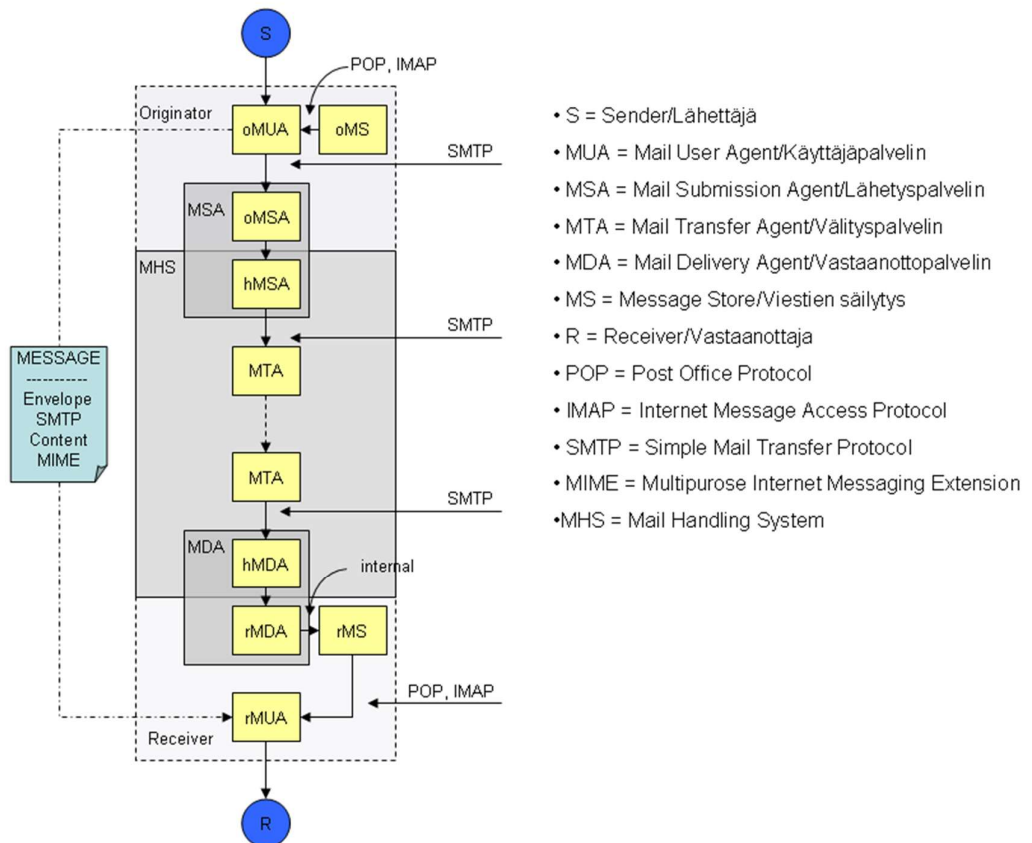 S
POP, IMAP
Originator
oMUA
oMS
SMTP
MSA
oMSA
MHS
hMSA
SMTP
MTA
MESSAGE
-----------
Envelope
SMTP
Content
MIME
MTA
SMTP
MDA
hMDA
internal
rMDA
rMS
POP, IMAP
rMUA
Receiver
R
• S = Sender/Lähettäjä
• MUA = Mail User Agent/Käyttäjäpalvelin
• MSA = Mail Submission Agent/Lähetyspalvelin
• MTA = Mail Transfer Agent/Välityspalvelin
• MDA = Mail Delivery Agent/Vastaanottopalvelin
• MS = Message Store/Viestien säilytys
• R = Receiver/Vastaanottaja
• POP = Post Office Protocol
• IMAP = Internet Message Access Protocol
• SMTP = Simple Mail Transfer Protocol
• MIME = Multipurose Internet Messaging Extension
•MHS = Mail Handling System